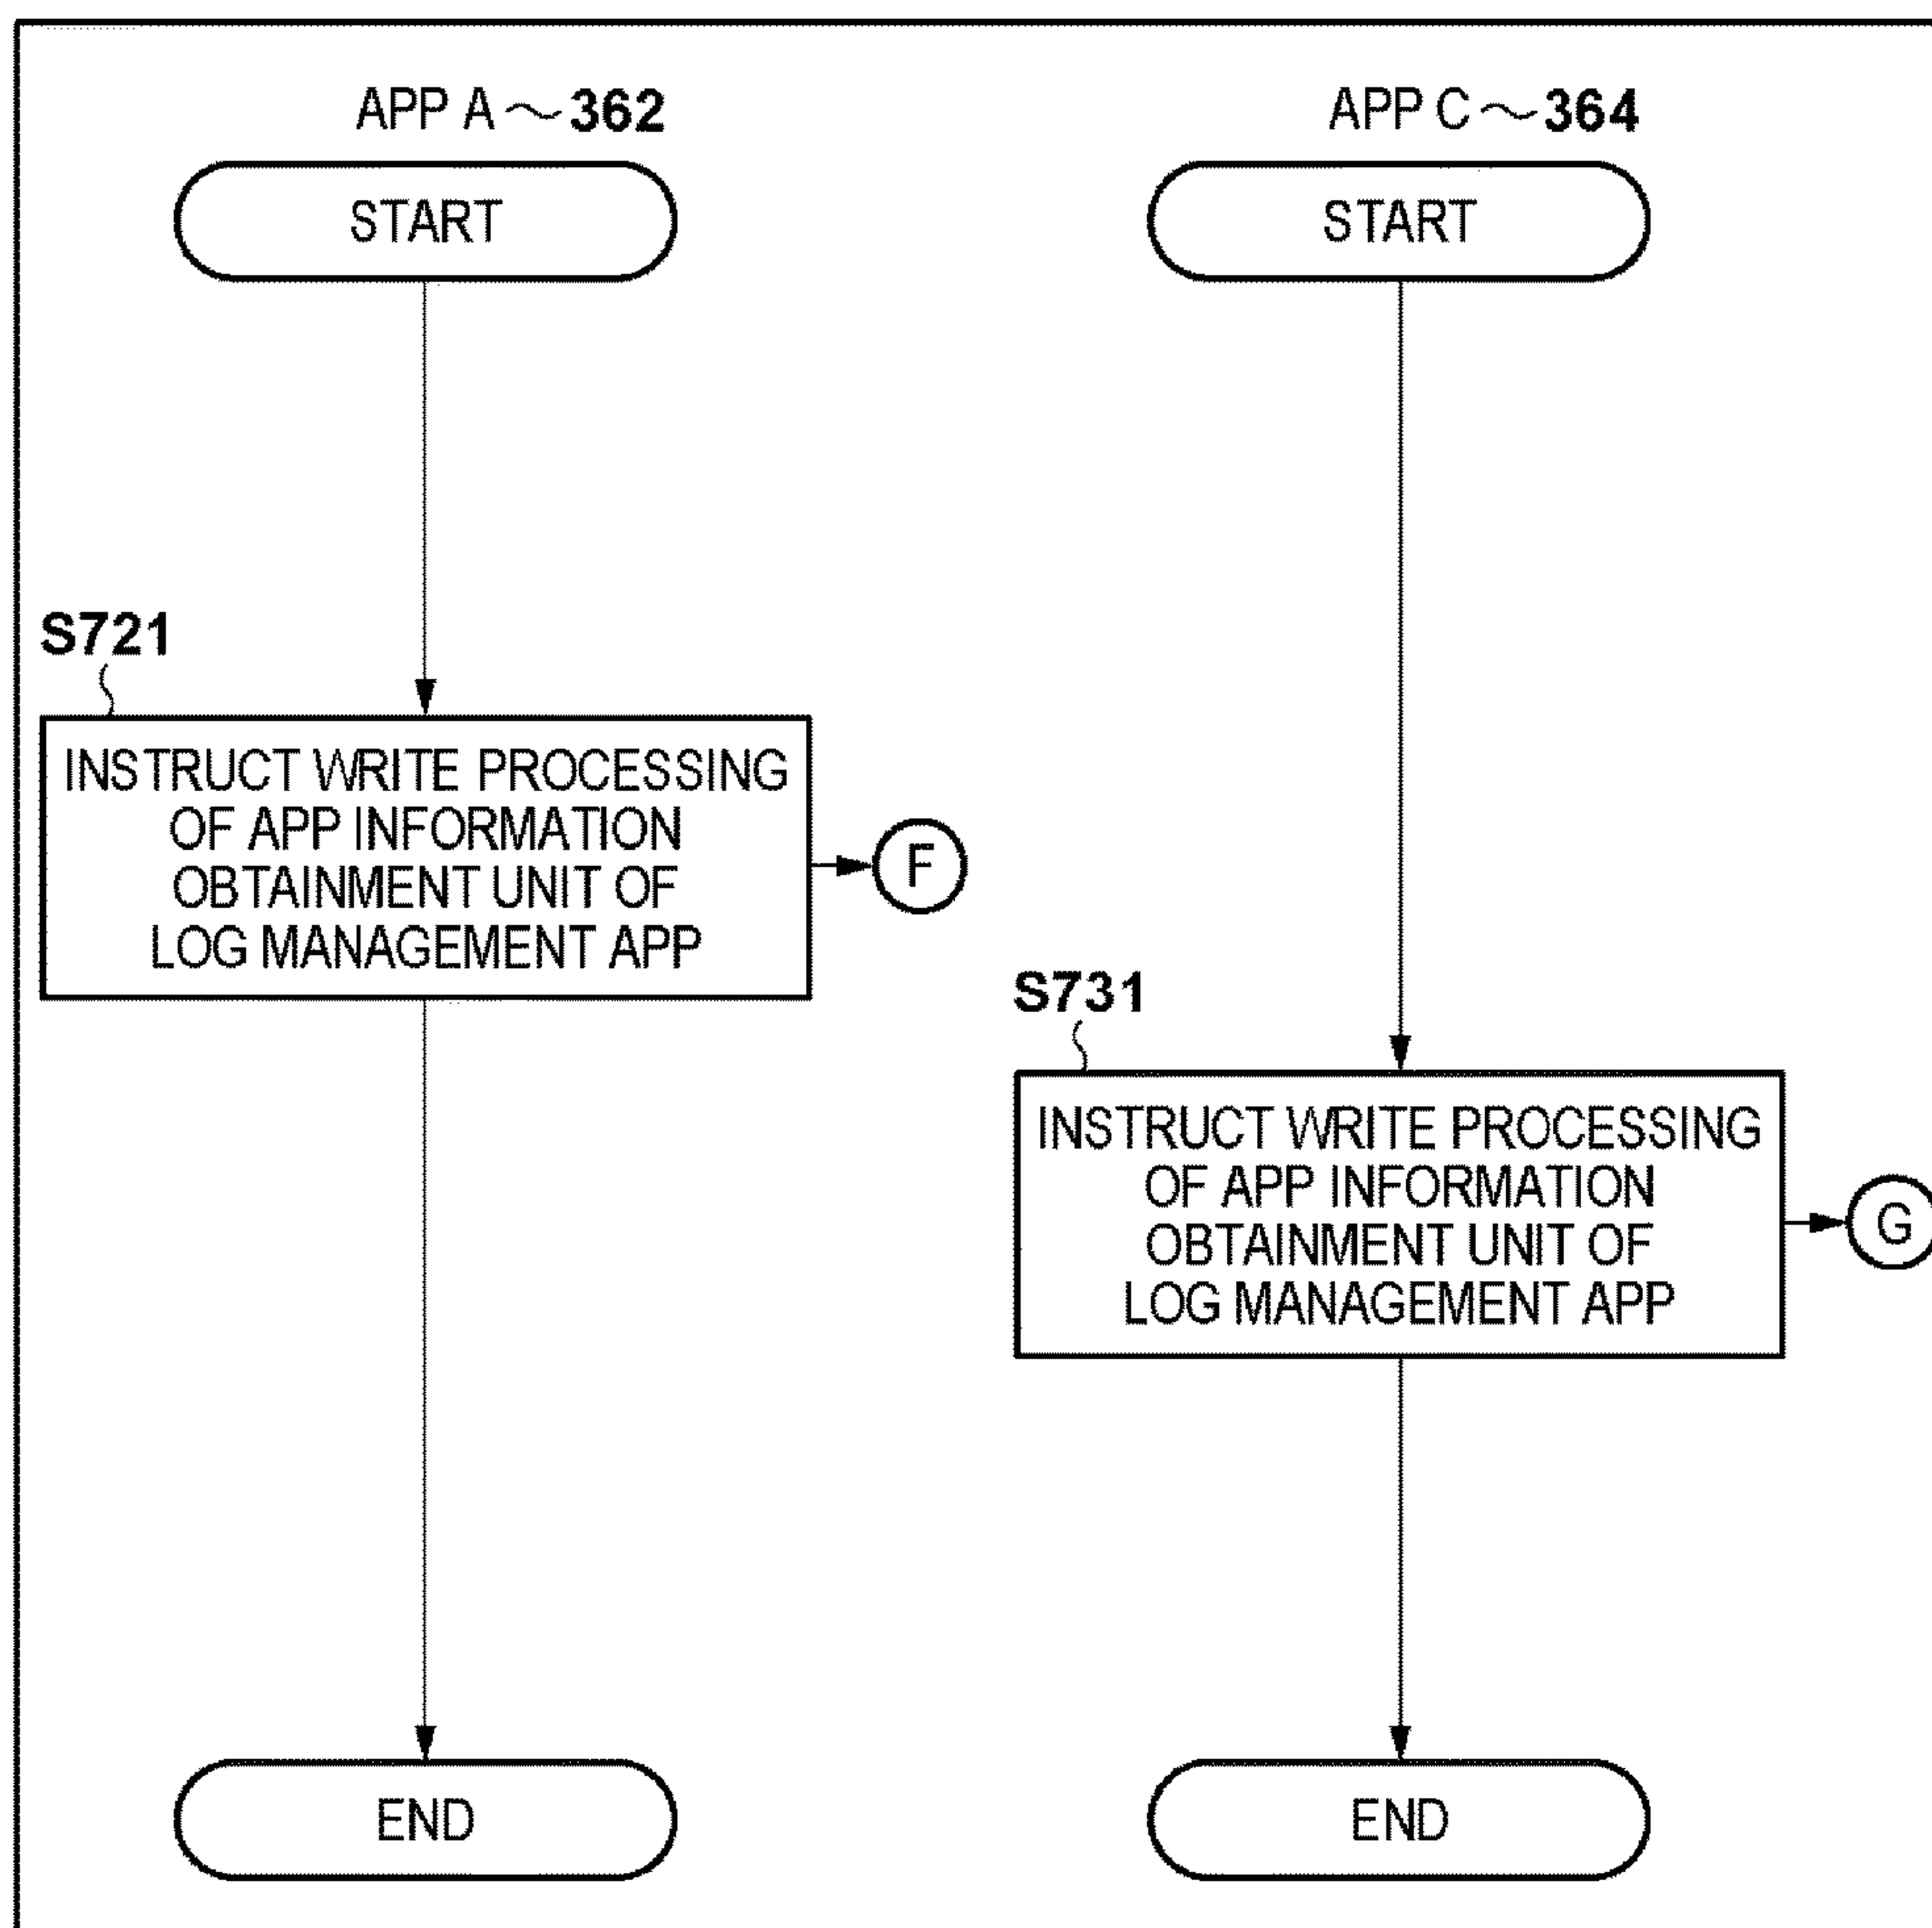 APP A 362
START
S721
INSTRUCT WRITE PROCESSING
OF APP INFORMATION
OBTAINMENT UNIT OF
LOG MANAGEMENT APP
F
END
APP C 364
START
S731
INSTRUCT WRITE PROCESSING
OF APP INFORMATION
OBTAINMENT UNIT OF
LOG MANAGEMENT APP
G
END